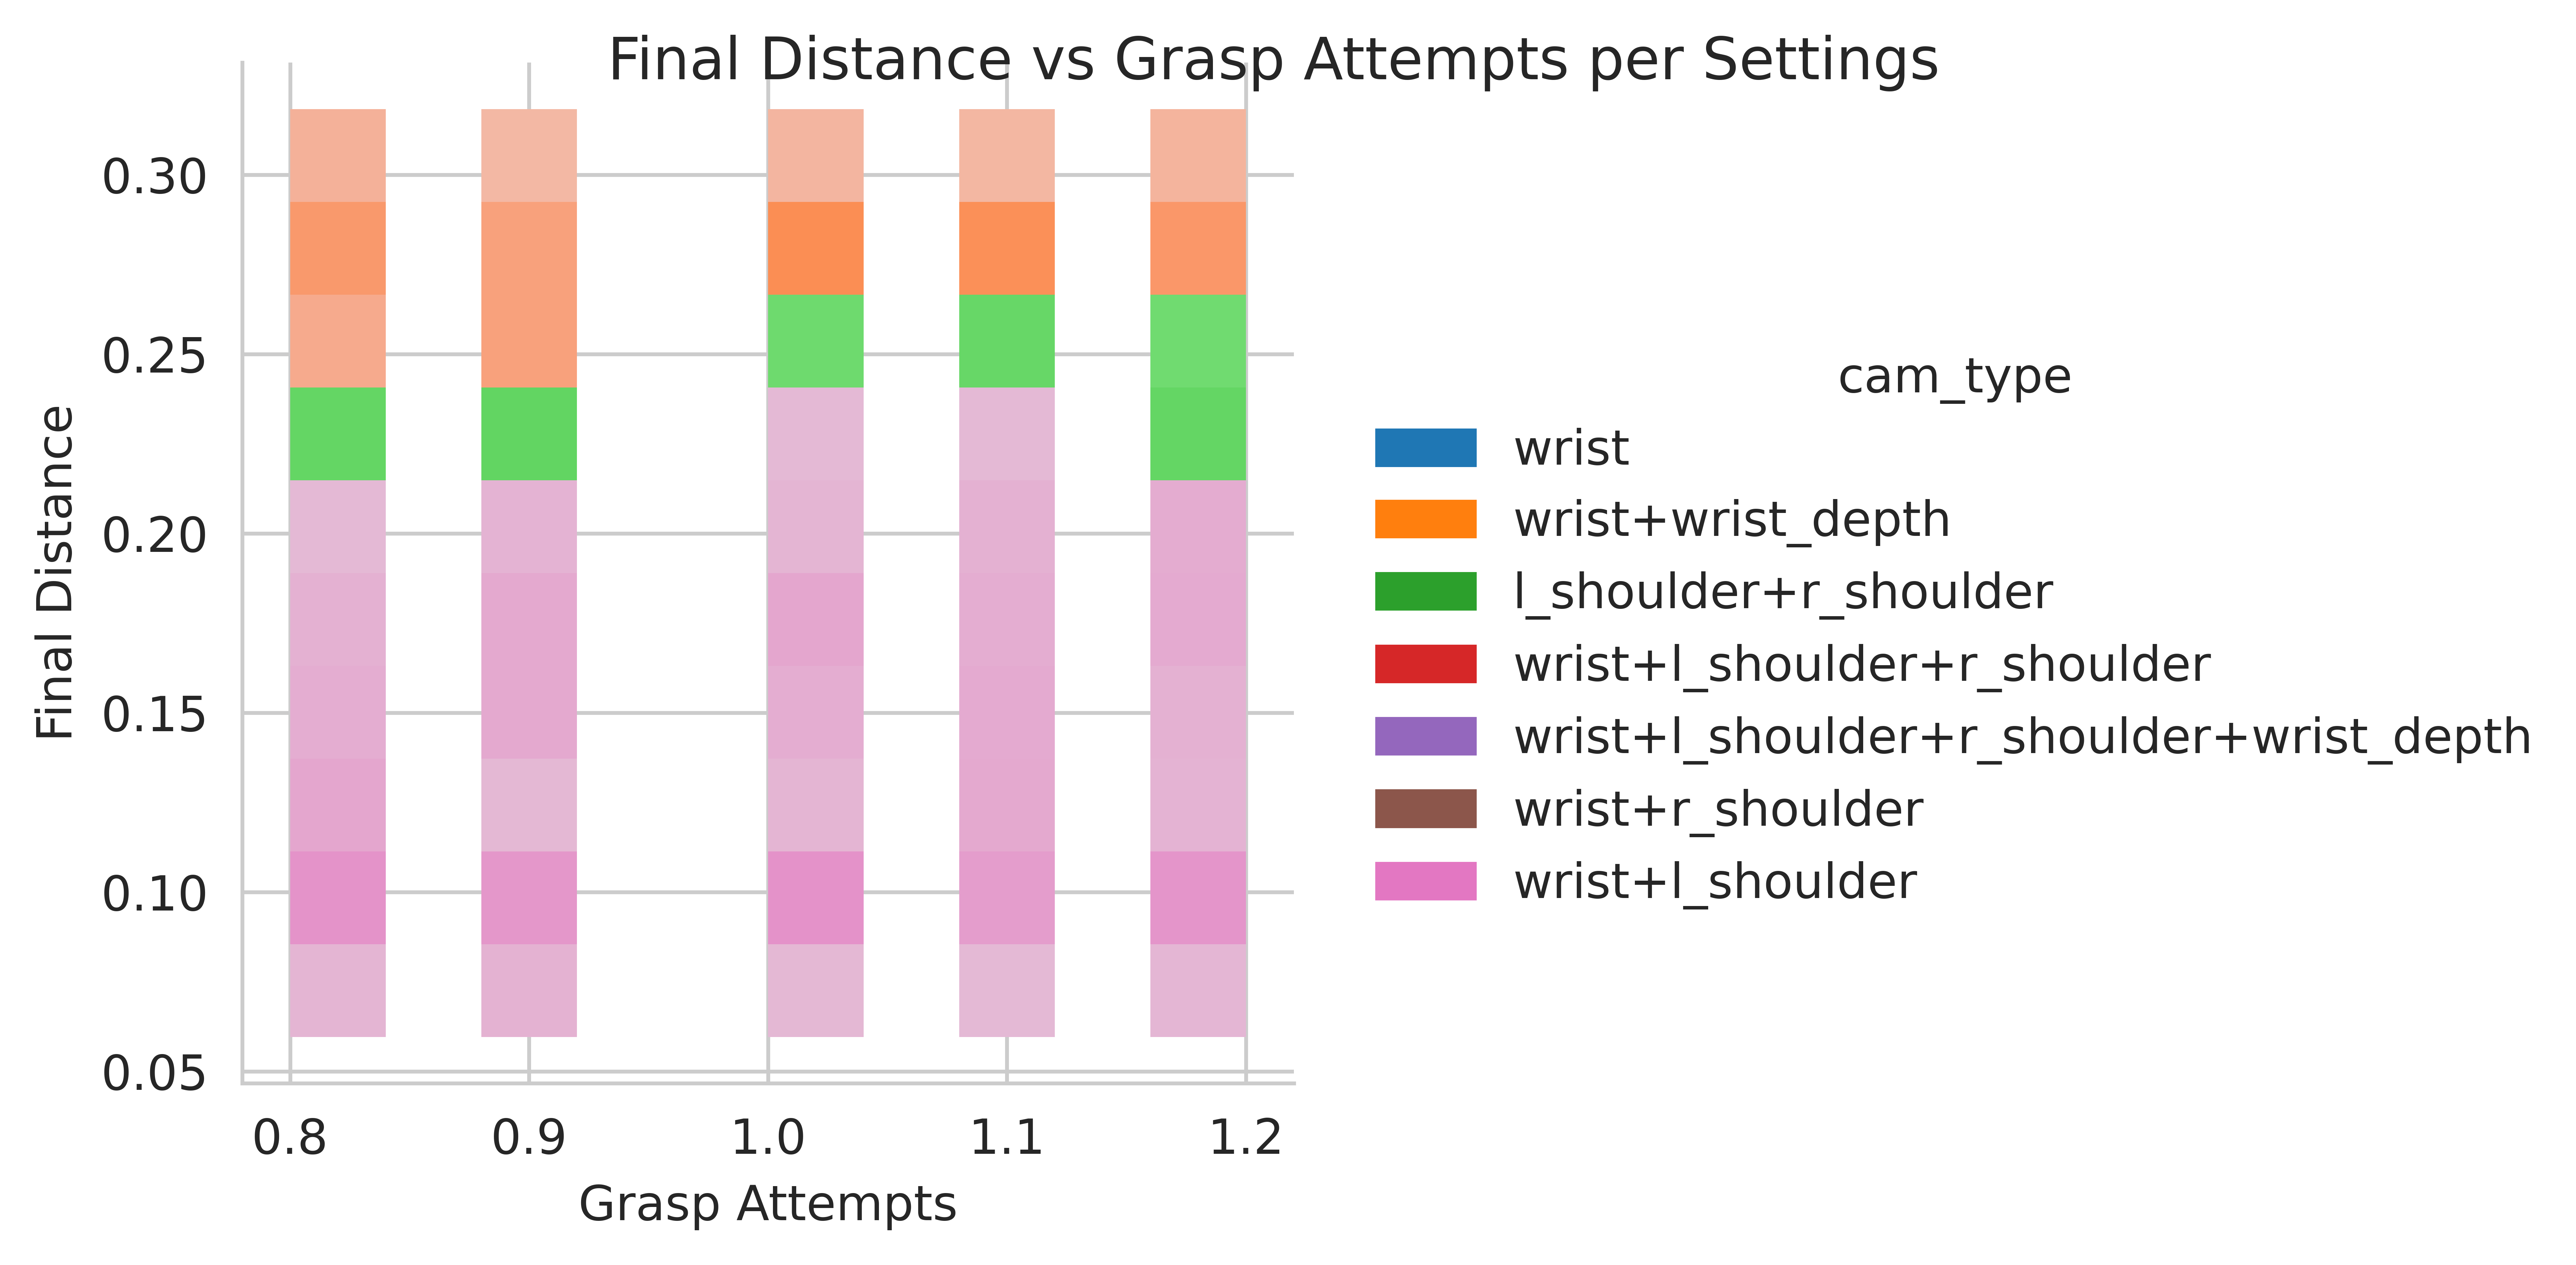 Final Distance vs Grasp Attempts per Settings
Final Distance
0.30
0.25
0.20
0.15
0.10
0.05
0.8 0.9 1.0 1.1 1.2
Grasp Attempts
cam_type
wrist
wrist+wrist_depth
l_shoulder+r_shoulder
wrist+l_shoulder+r_shoulder
wrist+l_shoulder+r_shoulder+wrist_depth
wrist+r_shoulder
wrist+l_shoulder